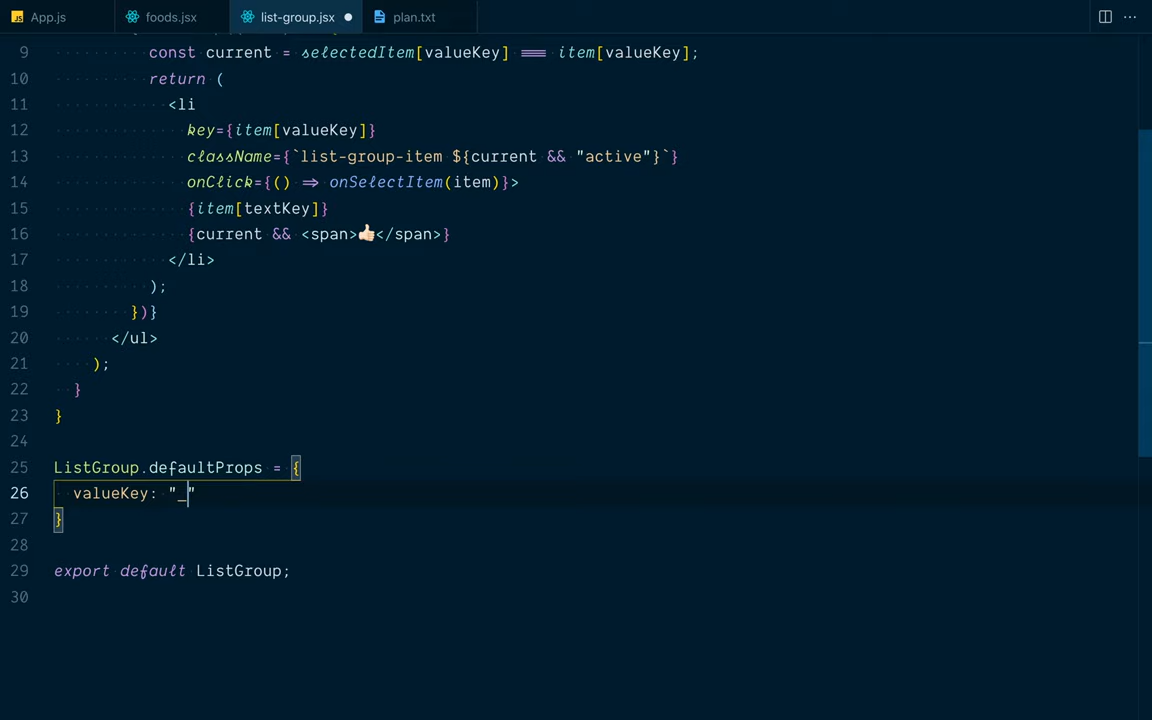 JS App.js foods.jsx list-group.jsx plan.txt
9 const current = selectedItem[valueKey] === item[valueKey];
10 return (
11 <li
12 key={item[valueKey]}
13 className={`list-group-item ${current && "active"}`}
14 onClick={() => onSelectItem(item)}>
15 {item[textKey]}
16 {current && <span>👍🏻</span>}
17 </li>
18 );
19 })}
20 </ul>
21 );
22 }
23 }
24
25 ListGroup.defaultProps = {
26 valueKey: "_"
27 }
28
29 export default ListGroup;
30